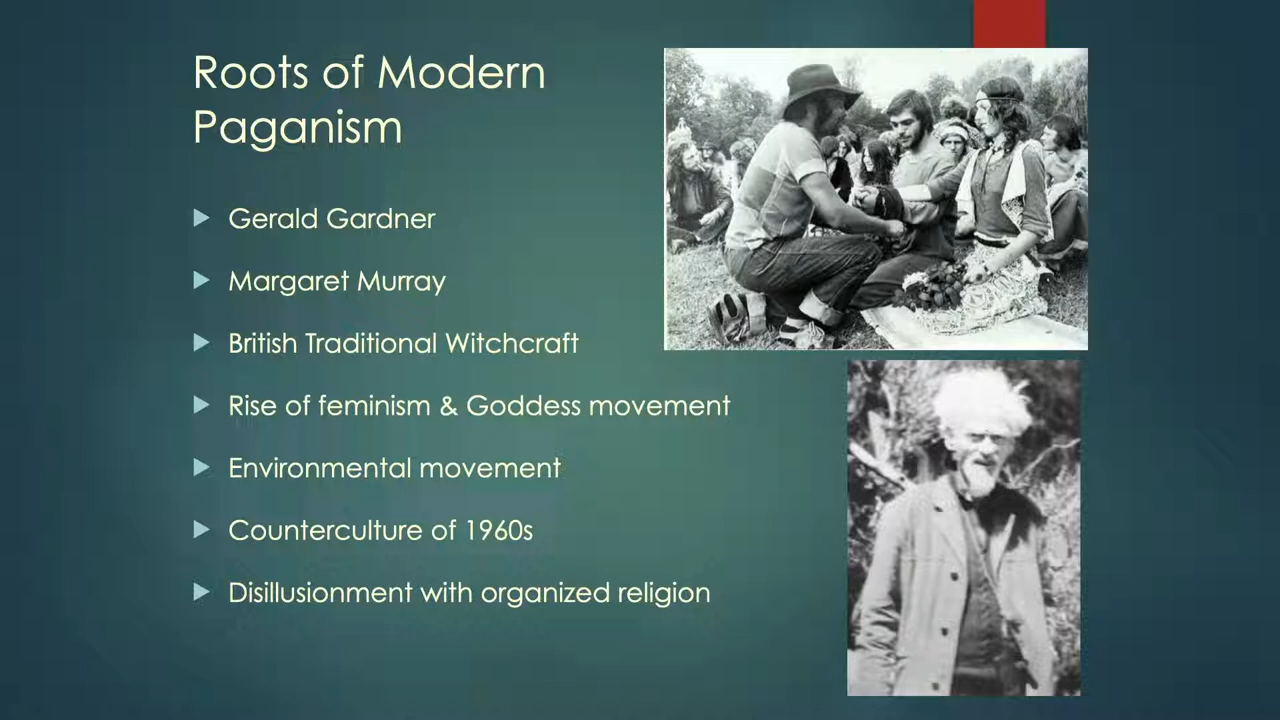 Roots of Modern
Paganism
Gerald Gardner
Margaret Murray
British Traditional Witchcraft
Rise of feminism & Goddess movement
Environmental movement
Counterculture of 1960s
Disillusionment with organized religion